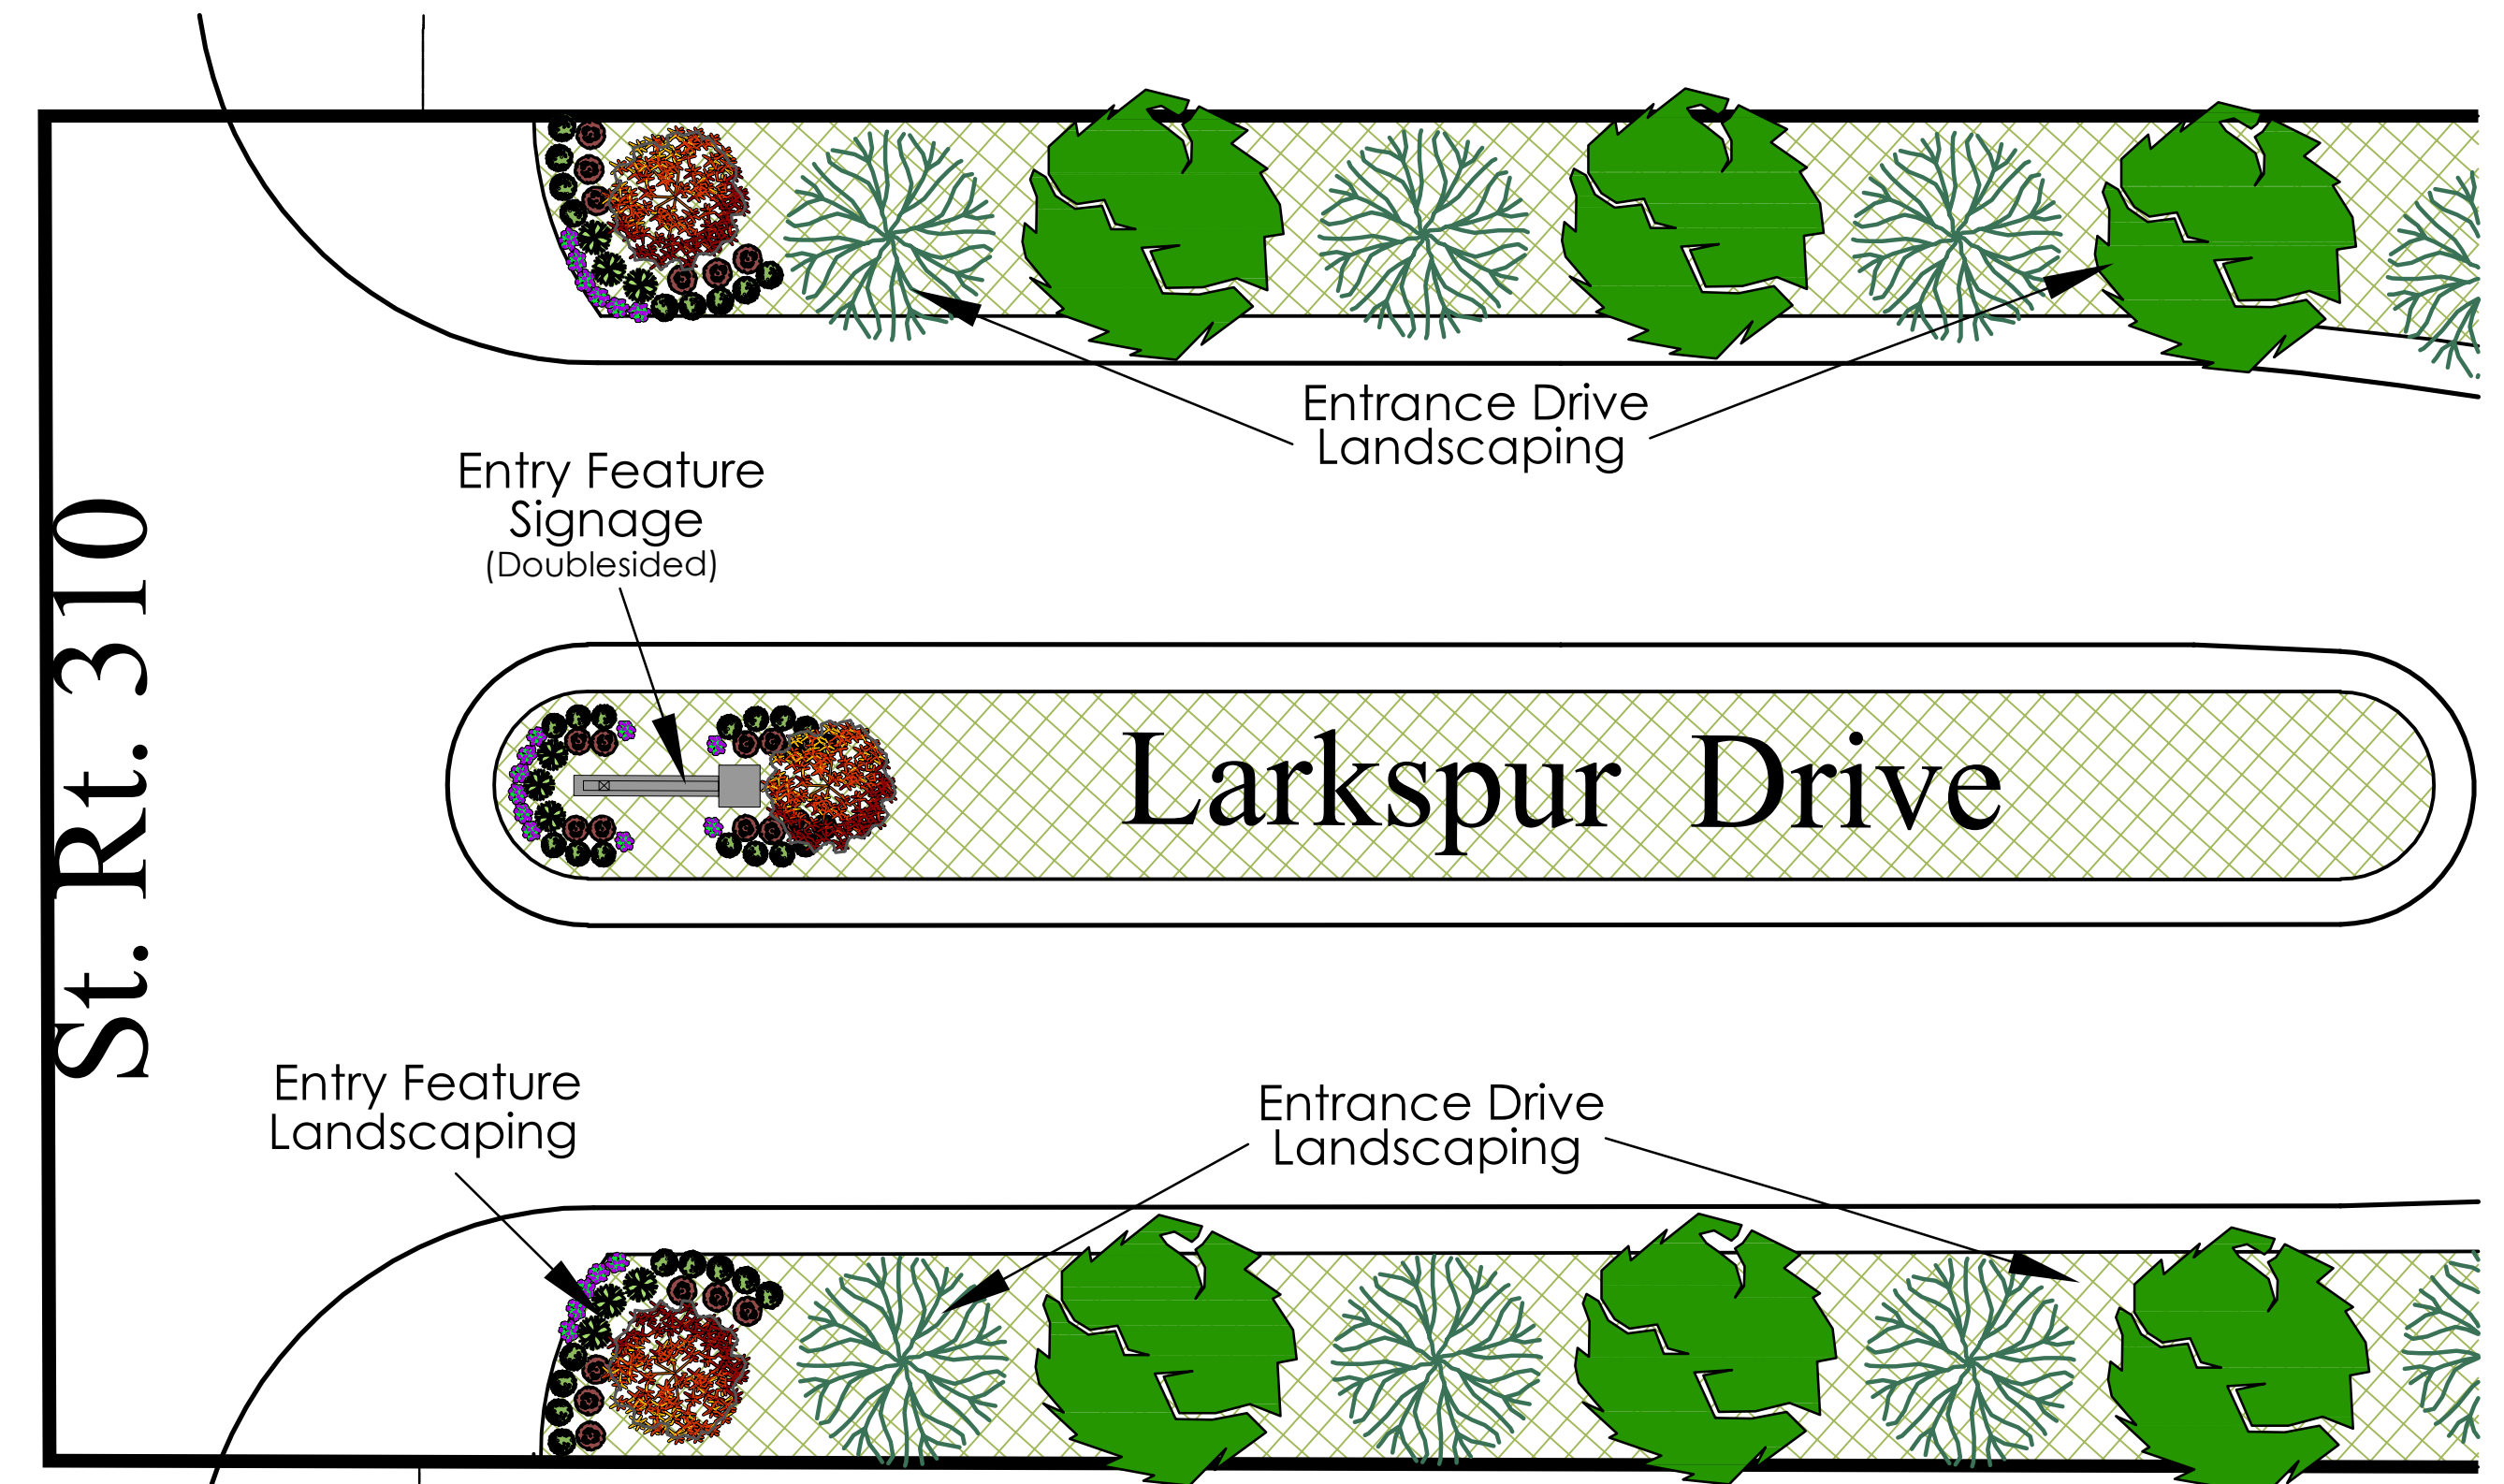 Entrance Drive
Landscaping
Entry Feature
Signage
(Doublesided)
St. Rt. 310
Larkspur Drive
Entry Feature
Landscaping
Entrance Drive
Landscaping